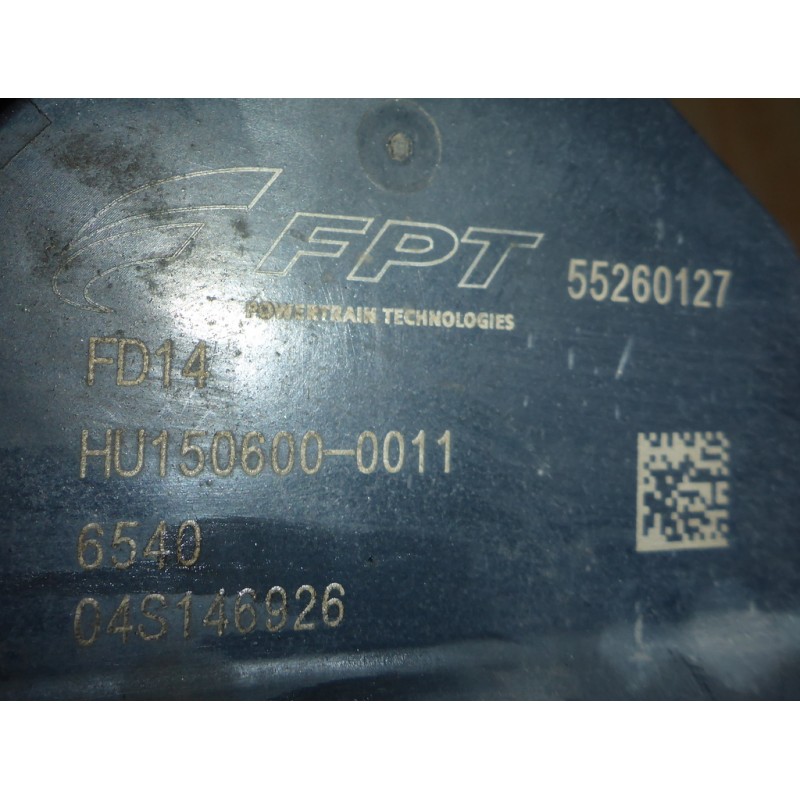 FPT 55260127
POWERTRAIN TECHNOLOGIES
FD14
HU150600-0011
6540
04S146926